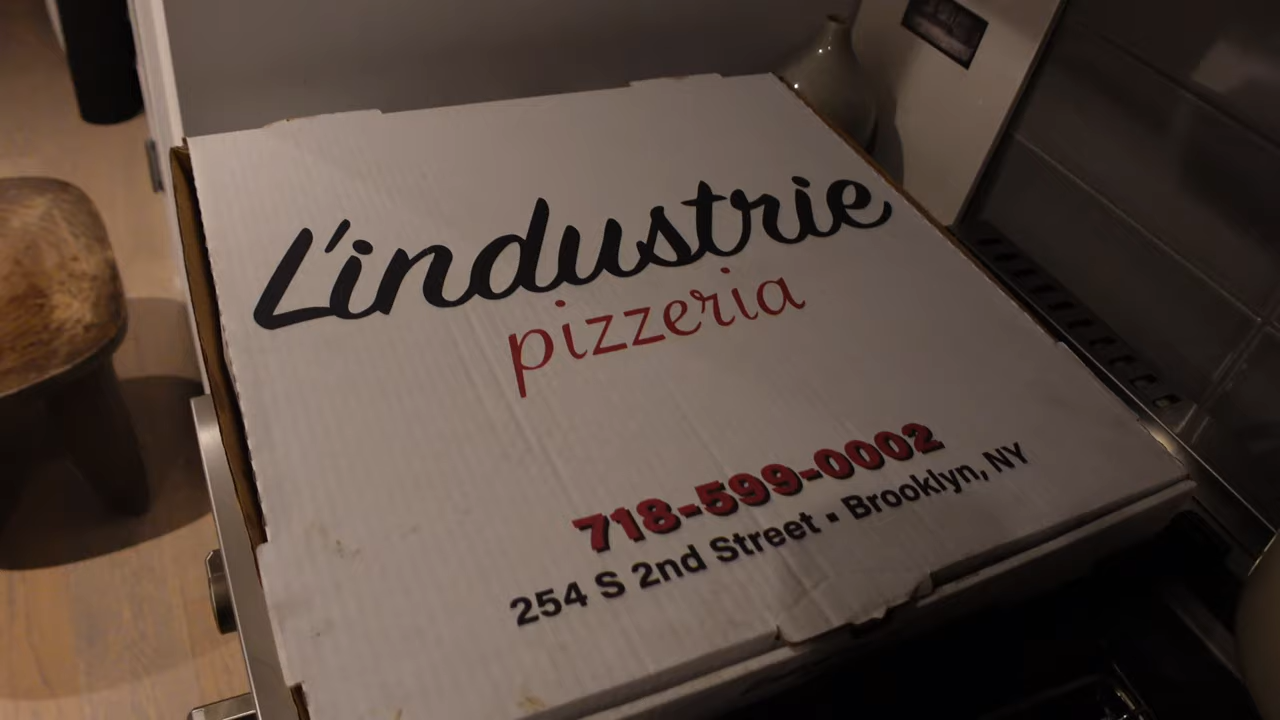 L'industrie
pizzeria
718-599-0002
254 S 2nd Street ▪ Brooklyn, NY